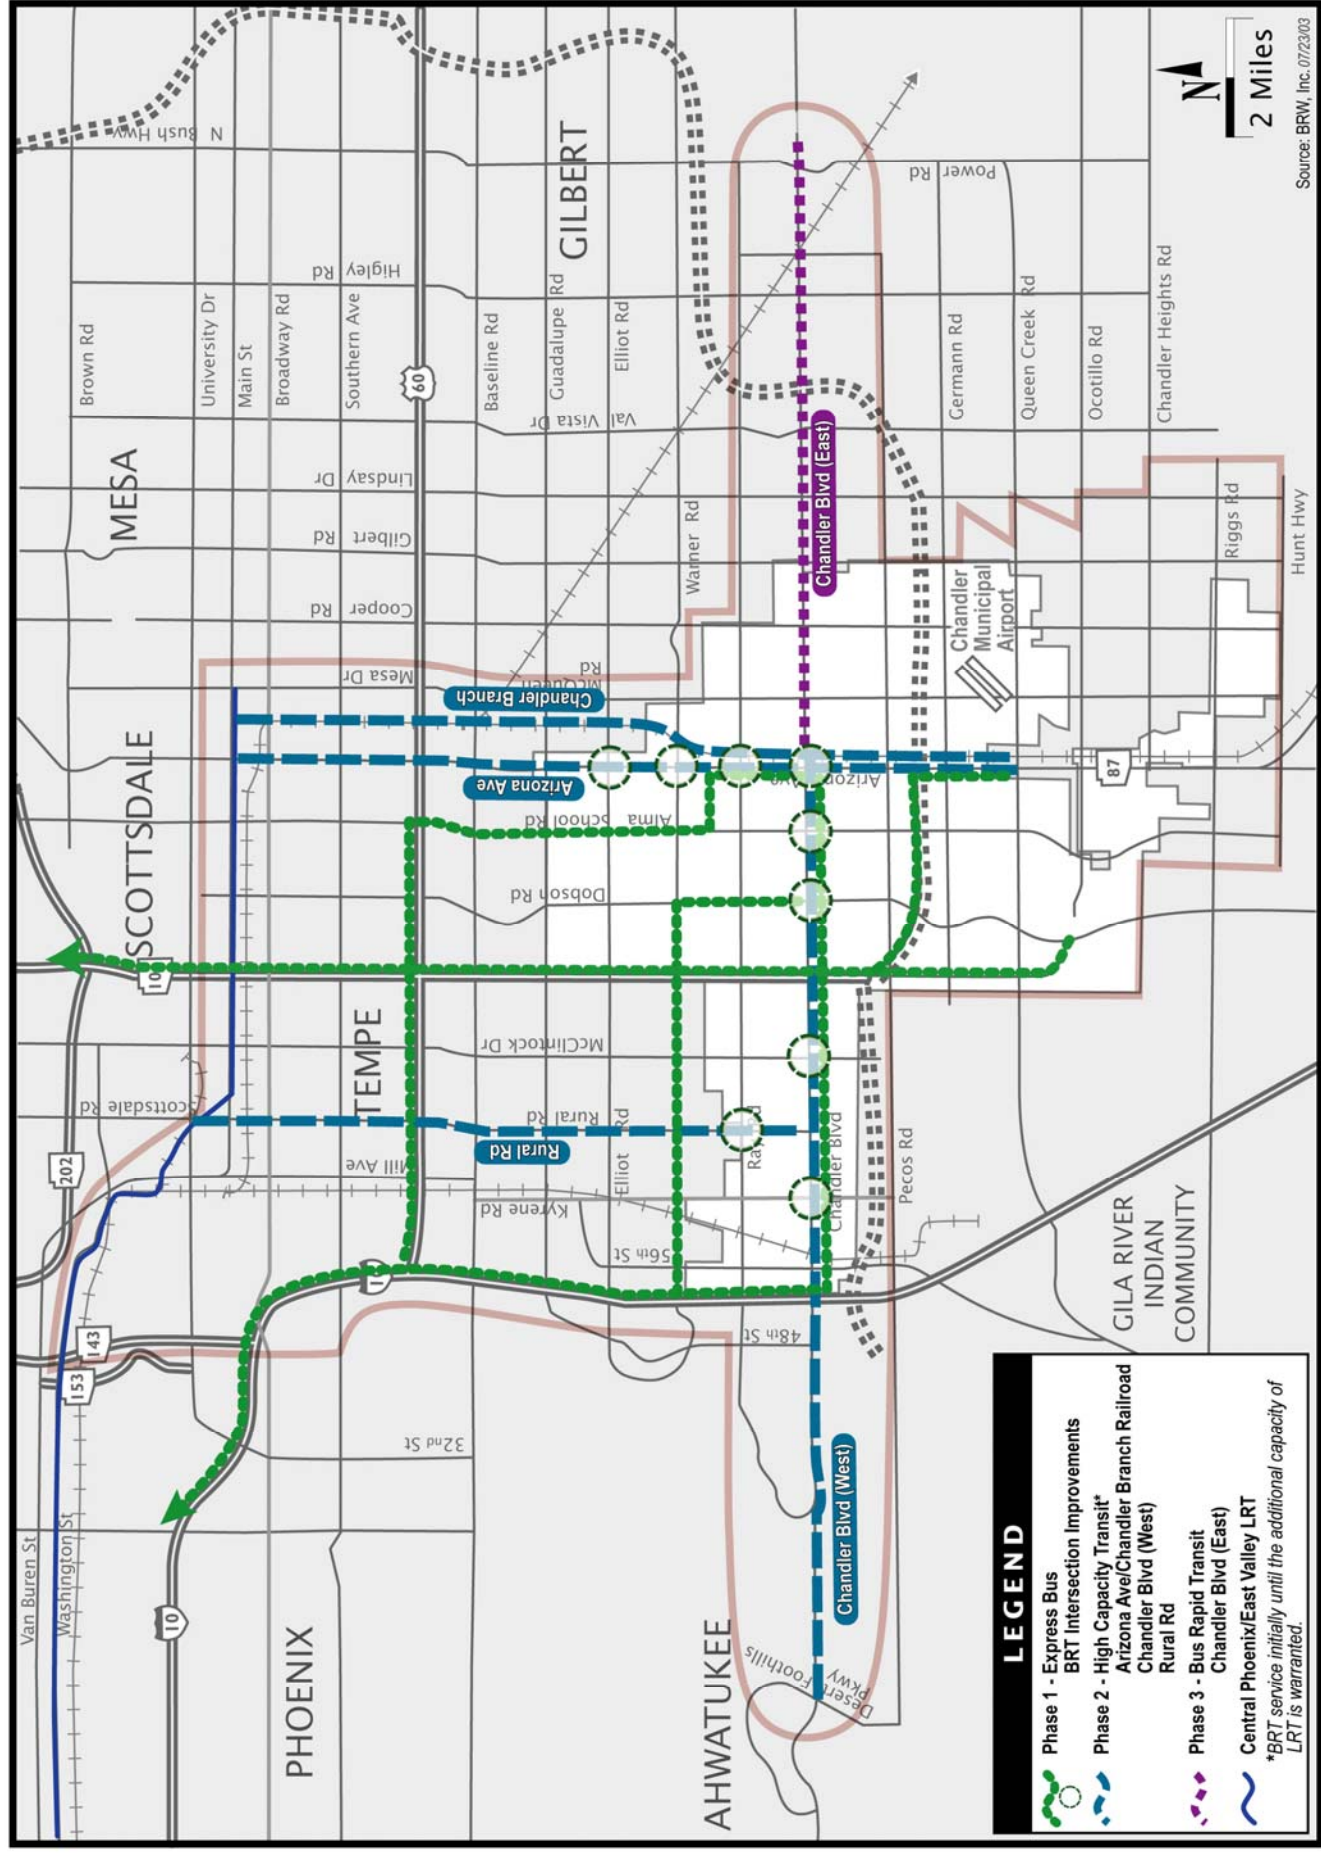 SCOTTSDALE
MESA
TEMPE
GILBERT
PHOENIX
AHWATUKEE
GILA RIVER
INDIAN
COMMUNITY
Van Buren St
Washington St
Brown Rd
University Dr
Main St
Broadway Rd
Southern Ave
Baseline Rd
Guadalupe Rd
Elliot Rd
Elliot Rd
Warner Rd
Chandler Blvd
Pecos Rd
Germann Rd
Queen Creek Rd
Ocotillo Rd
Chandler Heights Rd
Riggs Rd
Hunt Hwy
Desert Foothills
Pkwy
32nd St
48th St
56th St
Kyrene Rd
Mill Ave
Scottsdale Rd
Rural Rd
McClintock Dr
Dobson Rd
Alma School Rd
Arizona Ave
Mesa Dr
McQueen
Rd
Cooper Rd
Gilbert Rd
Lindsay Dr
Val Vista Dr
Higley Rd
Power
Rd
N Bush Hwy
Chandler
Municipal
Airport
Rural Rd
Arizona Ave
Chandler Branch
Chandler Blvd (West)
Chandler Blvd (East)
10
60
87
143
153
202
N
2 Miles
Source: BRW, Inc. 07/23/03
LEGEND
Phase 1 - Express Bus
BRT Intersection Improvements
Phase 2 - High Capacity Transit*
Arizona Ave/Chandler Branch Railroad
Chandler Blvd (West)
Rural Rd
Phase 3 - Bus Rapid Transit
Chandler Blvd (East)
Central Phoenix/East Valley LRT
*BRT service initially until the additional capacity of
LRT is warranted.